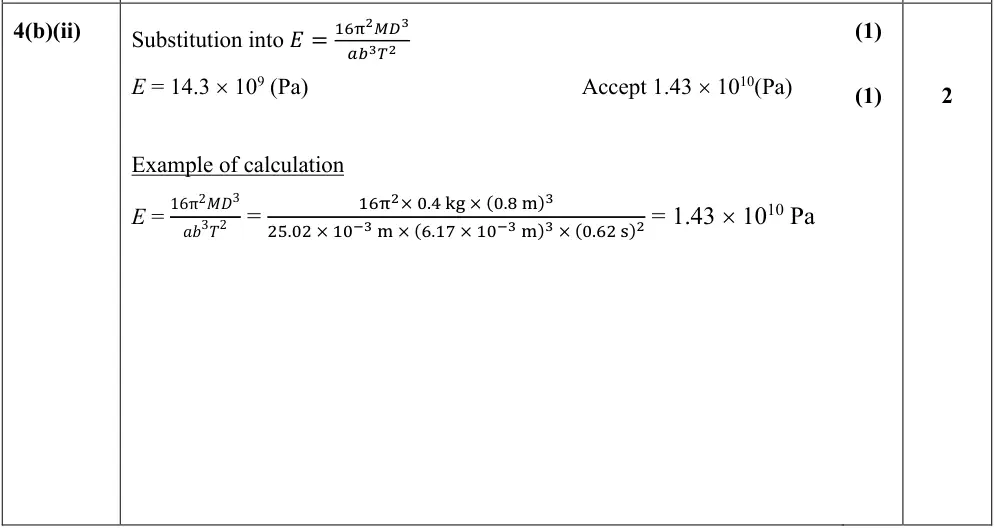 4(b)(ii) Substitution into 𝐸 = 16π²𝑀𝐷³/𝑎𝑏³𝑇² (1)
E = 14.3 × 10⁹ (Pa) Accept 1.43 × 10¹⁰(Pa) (1) 2
Example of calculation
E = 16π²𝑀𝐷³/𝑎𝑏³𝑇² = 16π²× 0.4 kg × (0.8 m)³/25.02 × 10⁻³ m × (6.17 × 10⁻³ m)³ × (0.62 s)² = 1.43 × 10¹⁰ Pa